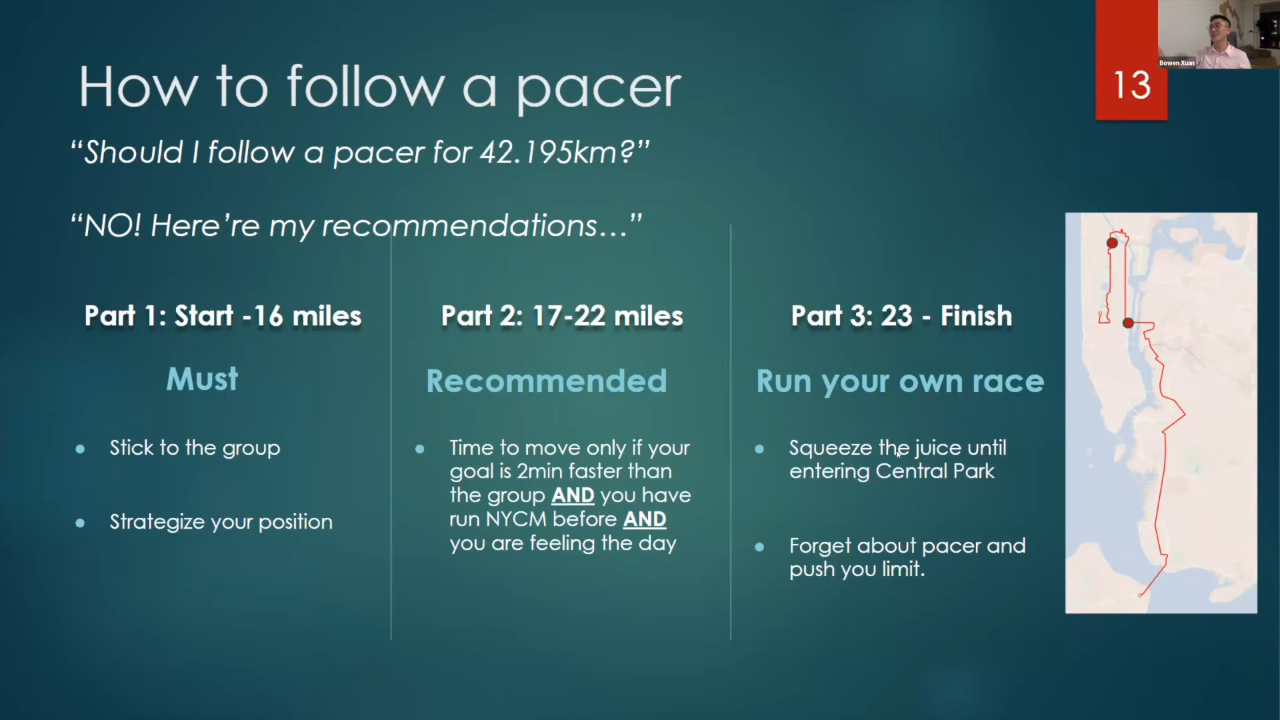 How to follow a pacer
13
Bowen Xuan
“Should I follow a pacer for 42.195km?”
“NO! Here’re my recommendations…”
Part 1: Start -16 miles
Must
Stick to the group
Strategize your position
Part 2: 17-22 miles
Recommended
Time to move only if your
goal is 2min faster than
the group AND you have
run NYCM before AND
you are feeling the day
Part 3: 23 - Finish
Run your own race
Squeeze the juice until
entering Central Park
Forget about pacer and
push you limit.